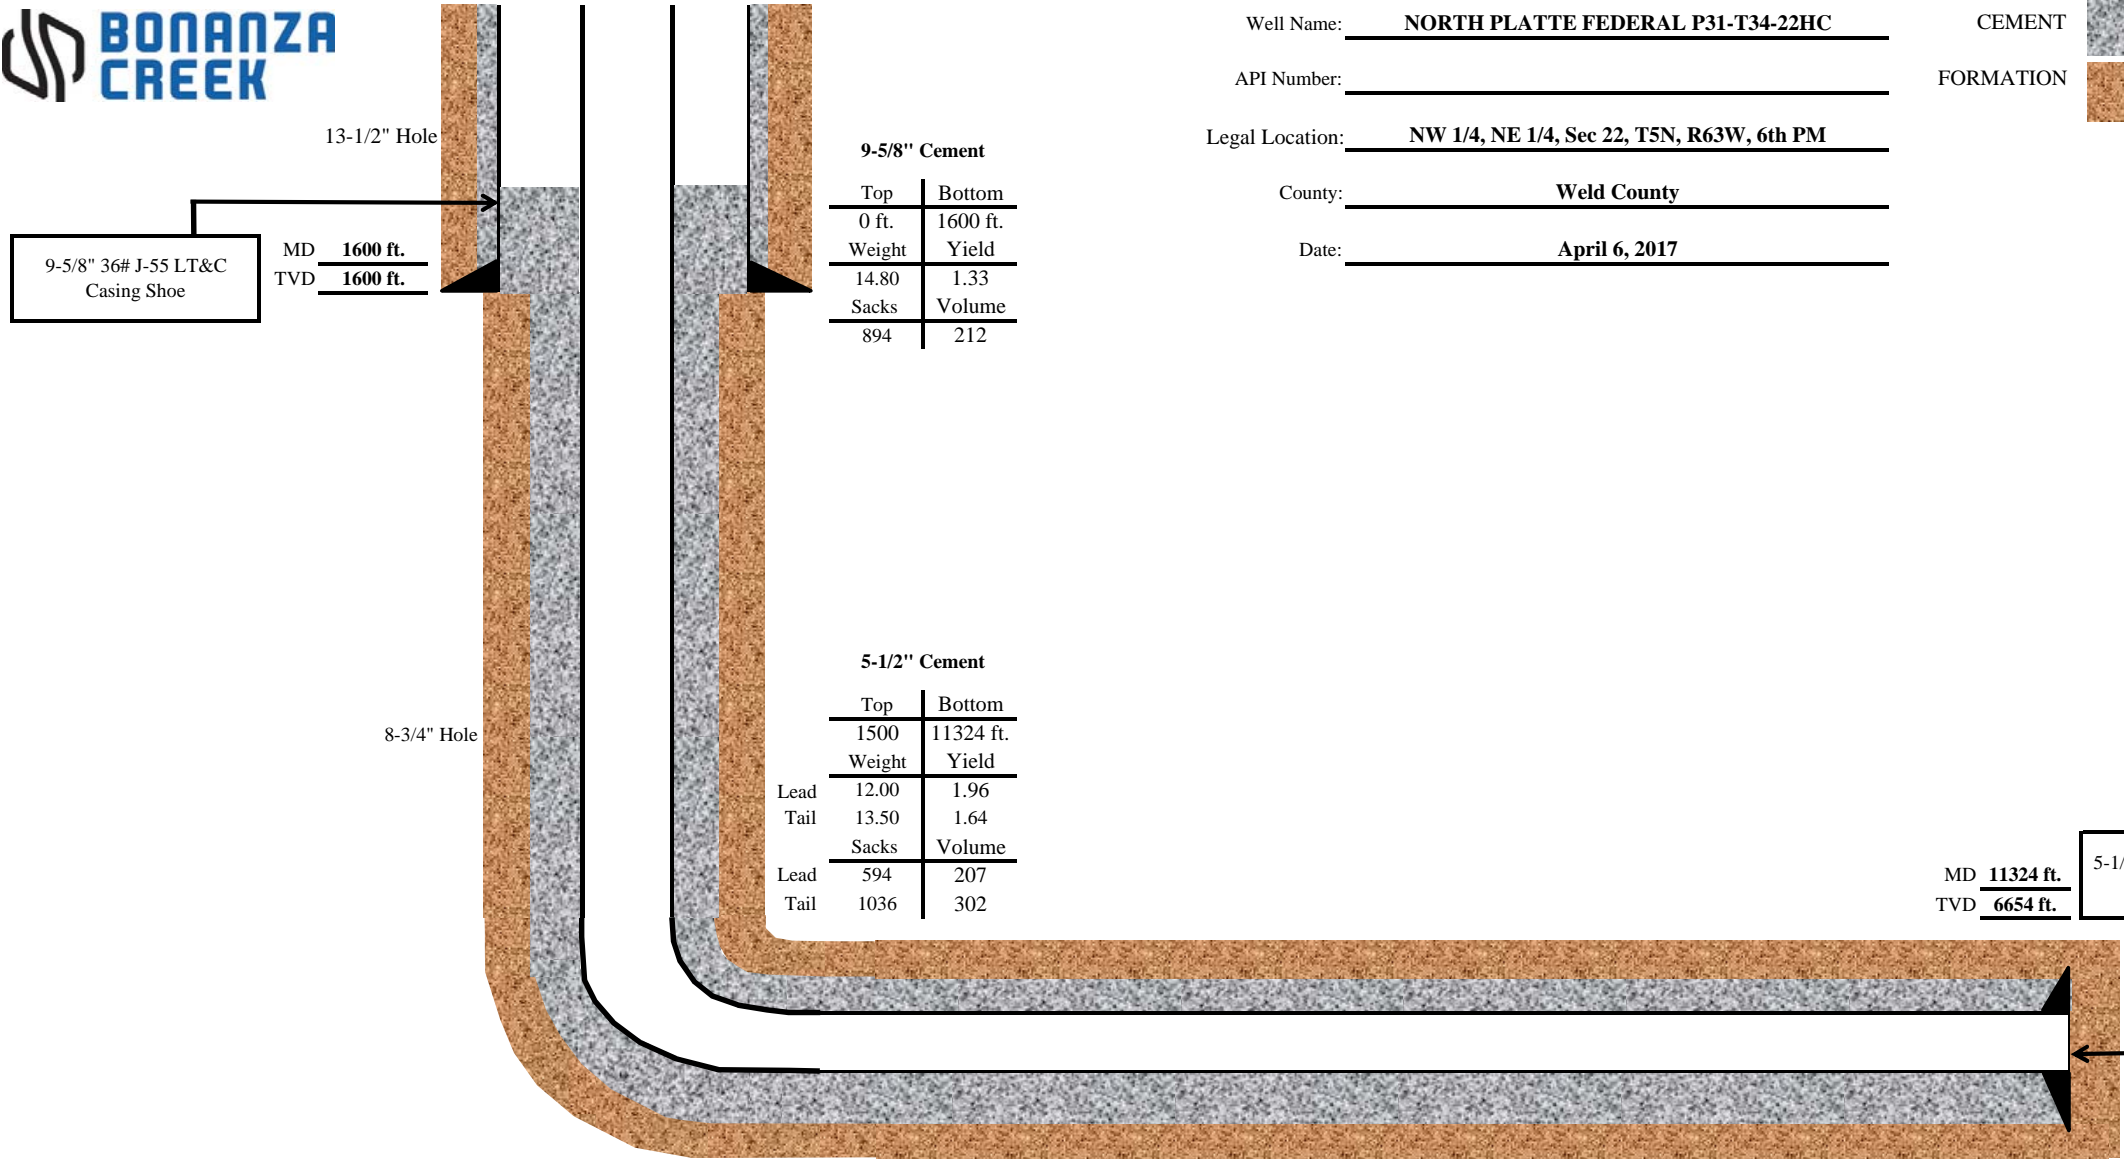 BONANZA
CREEK
Well Name: NORTH PLATTE FEDERAL P31-T34-22HC
CEMENT
API Number:
FORMATION
Legal Location: NW 1/4, NE 1/4, Sec 22, T5N, R63W, 6th PM
County: Weld County
Date: April 6, 2017
13-1/2" Hole
9-5/8" 36# J-55 LT&C
Casing Shoe
MD 1600 ft.
TVD 1600 ft.
9-5/8" Cement
Top Bottom
0 ft. 1600 ft.
Weight Yield
14.80 1.33
Sacks Volume
894 212
8-3/4" Hole
5-1/2" Cement
Top Bottom
1500 11324 ft.
Weight Yield
Lead 12.00 1.96
Tail 13.50 1.64
Sacks Volume
Lead 594 207
Tail 1036 302
MD 11324 ft.
TVD 6654 ft.
5-1/